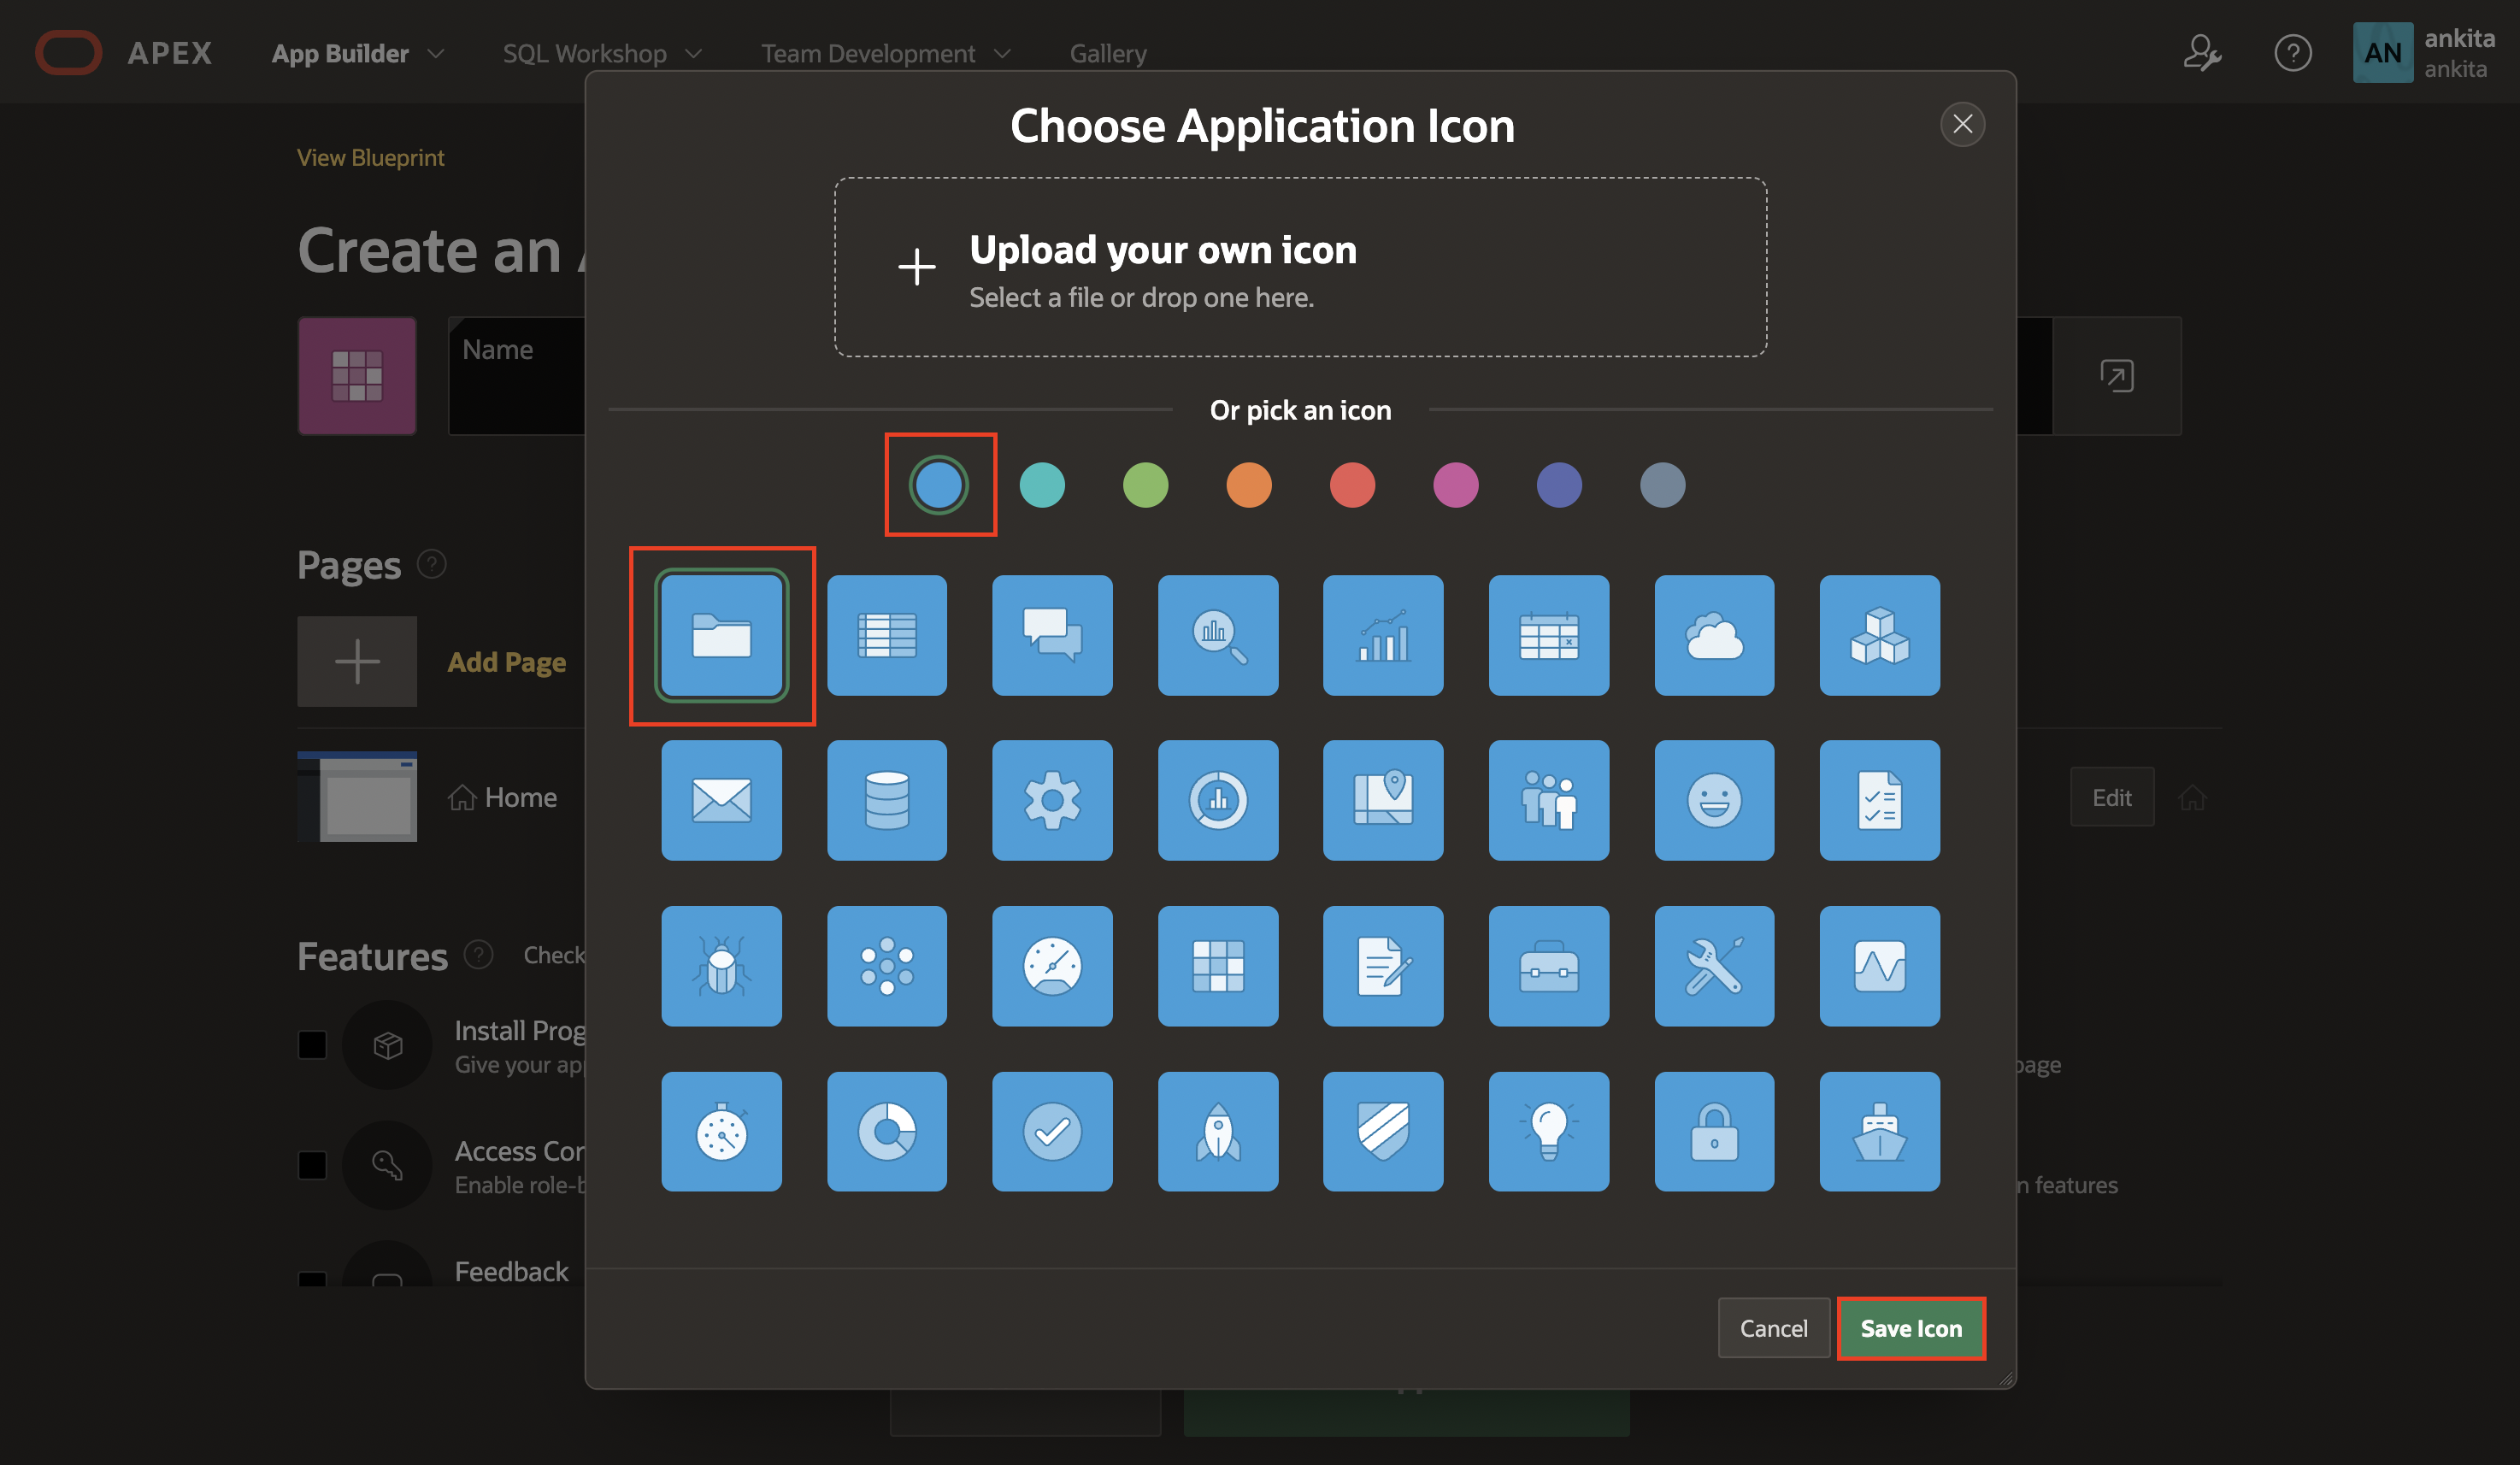 APEX App Builder SQL Workshop Team Development Gallery ? AN ankita
ankita
View Blueprint
Create an
Name
Pages ?
Add Page
Home
Edit
Features ? Check
Install Prog
Give your app
page
Access Cor
Enable role-b
n features
Feedback
Choose Application Icon
Upload your own icon
Select a file or drop one here.
Or pick an icon
Cancel Save Icon